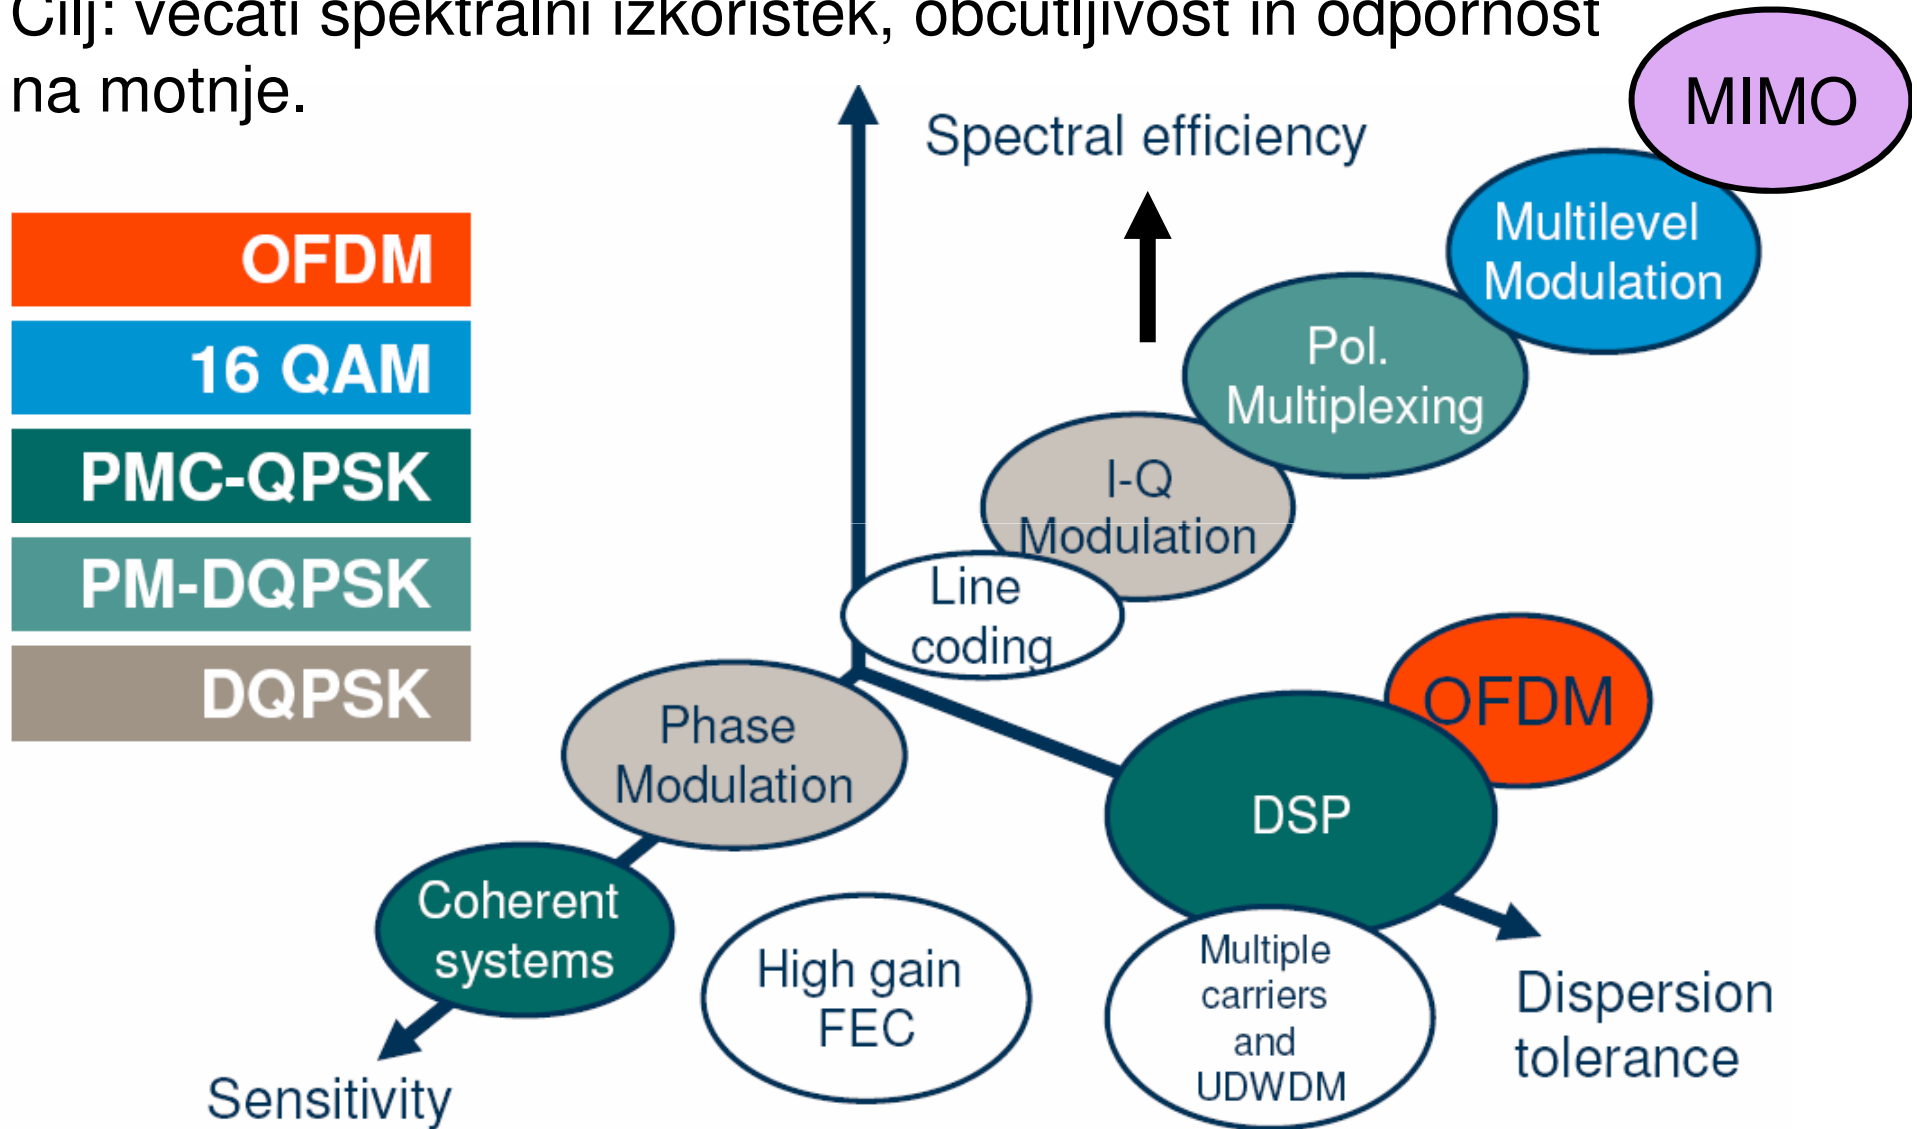 Cilj: večati spektralni izkoristek, občutljivost in odpornost
na motnje.
MIMO
Spectral efficiency
Multilevel
Modulation
OFDM
16 QAM
PMC-QPSK
PM-DQPSK
DQPSK
Pol.
Multiplexing
I-Q
Modulation
Line
coding
Phase
Modulation
OFDM
DSP
Coherent
systems
High gain
FEC
Multiple
carriers
and
UDWDM
Dispersion
tolerance
Sensitivity